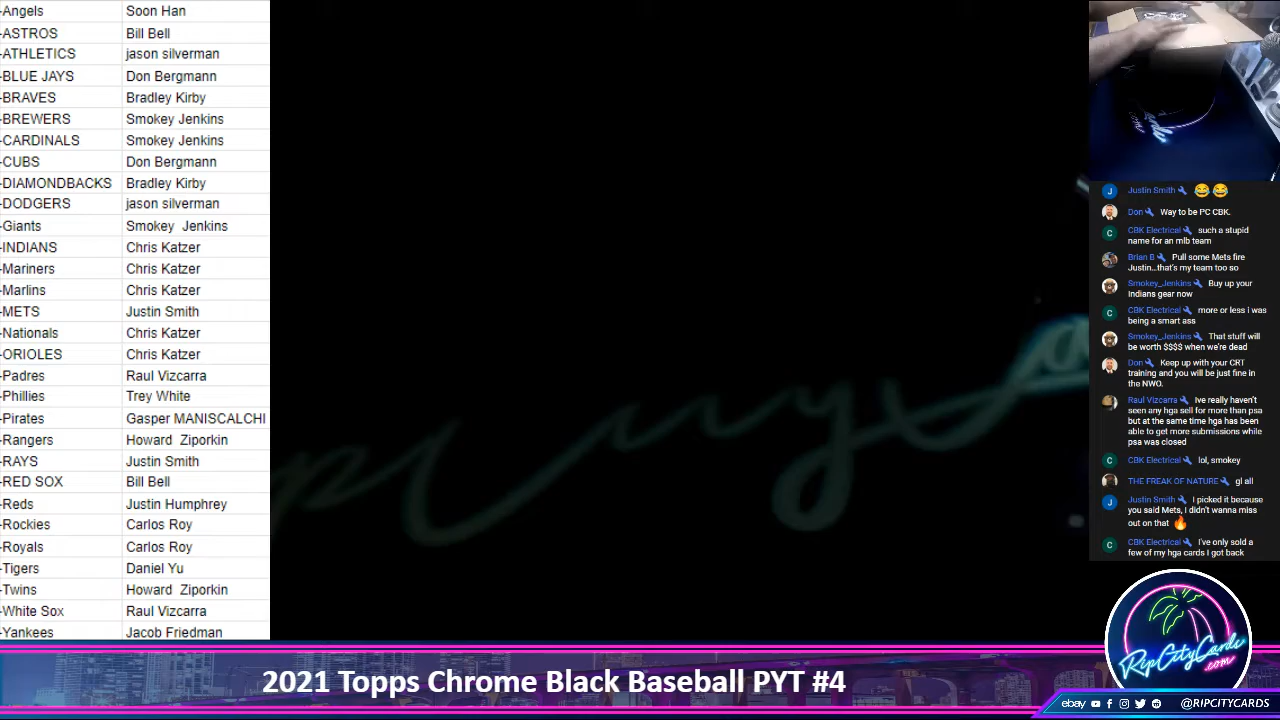 -Angels Soon Han
-ASTROS Bill Bell
-ATHLETICS jason silverman
-BLUE JAYS Don Bergmann
-BRAVES Bradley Kirby
-BREWERS Smokey Jenkins
-CARDINALS Smokey Jenkins
-CUBS Don Bergmann
-DIAMONDBACKS Bradley Kirby
-DODGERS jason silverman
-Giants Smokey Jenkins
-INDIANS Chris Katzer
-Mariners Chris Katzer
-Marlins Chris Katzer
-METS Justin Smith
-Nationals Chris Katzer
-ORIOLES Chris Katzer
-Padres Raul Vizcarra
-Phillies Trey White
-Pirates Gasper MANISCALCHI
-Rangers Howard Ziporkin
-RAYS Justin Smith
-RED SOX Bill Bell
-Reds Justin Humphrey
-Rockies Carlos Roy
-Royals Carlos Roy
-Tigers Daniel Yu
-Twins Howard Ziporkin
-White Sox Raul Vizcarra
-Yankees Jacob Friedman
J Justin Smith 😂 😂
Don Way to be PC CBK.
C CBK Electrical such a stupid
name for an mlb team
Brian B Pull some Mets fire
Justin...that's my team too so
Smokey_Jenkins Buy up your
Indians gear now
C CBK Electrical more or less i was
being a smart ass
Smokey_Jenkins That stuff will
be worth $$$$ when we're dead
Don Keep up with your CRT
training and you will be just fine in
the NWO.
Raul Vizcarra Ive really haven't
seen any hga sell for more than psa
but at the same time hga has been
able to get more submissions while
psa was closed
C CBK Electrical lol, smokey
THE FREAK OF NATURE gl all
J Justin Smith I picked it because
you said Mets, I didn't wanna miss
out on that 🔥
C CBK Electrical I've only sold a
few of my hga cards I got back
RipCityCards
.com
2021 Topps Chrome Black Baseball PYT #4
ebay @RIPCITYCARDS